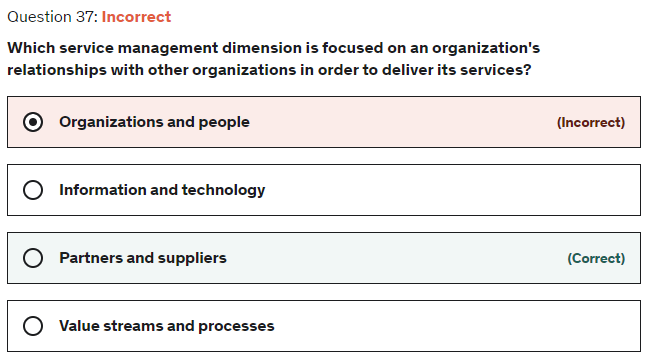 Question 37: Incorrect
Which service management dimension is focused on an organization's
relationships with other organizations in order to deliver its services?
Organizations and people (Incorrect)
Information and technology
Partners and suppliers (Correct)
Value streams and processes